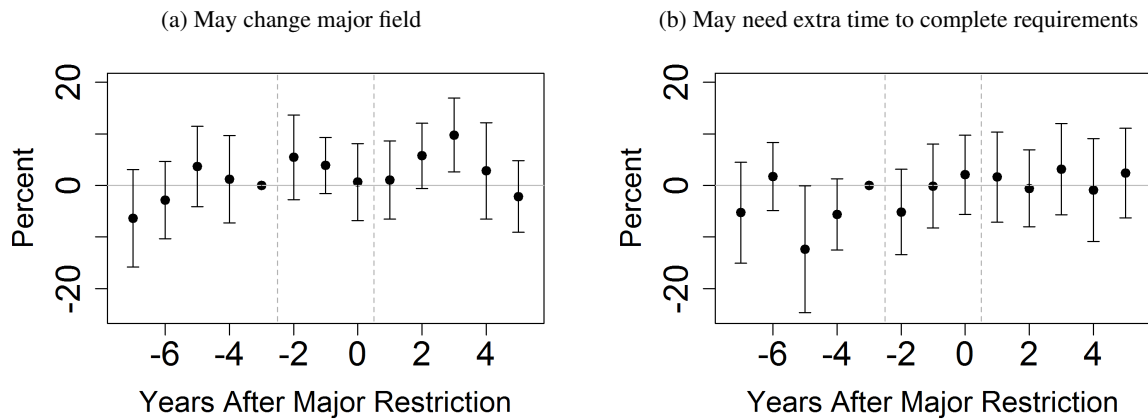 (a) May change major field
(b) May need extra time to complete requirements
Percent
20
0
-20
-6 -4 -2 0 2 4
Years After Major Restriction
Percent
20
0
-20
-6 -4 -2 0 2 4
Years After Major Restriction